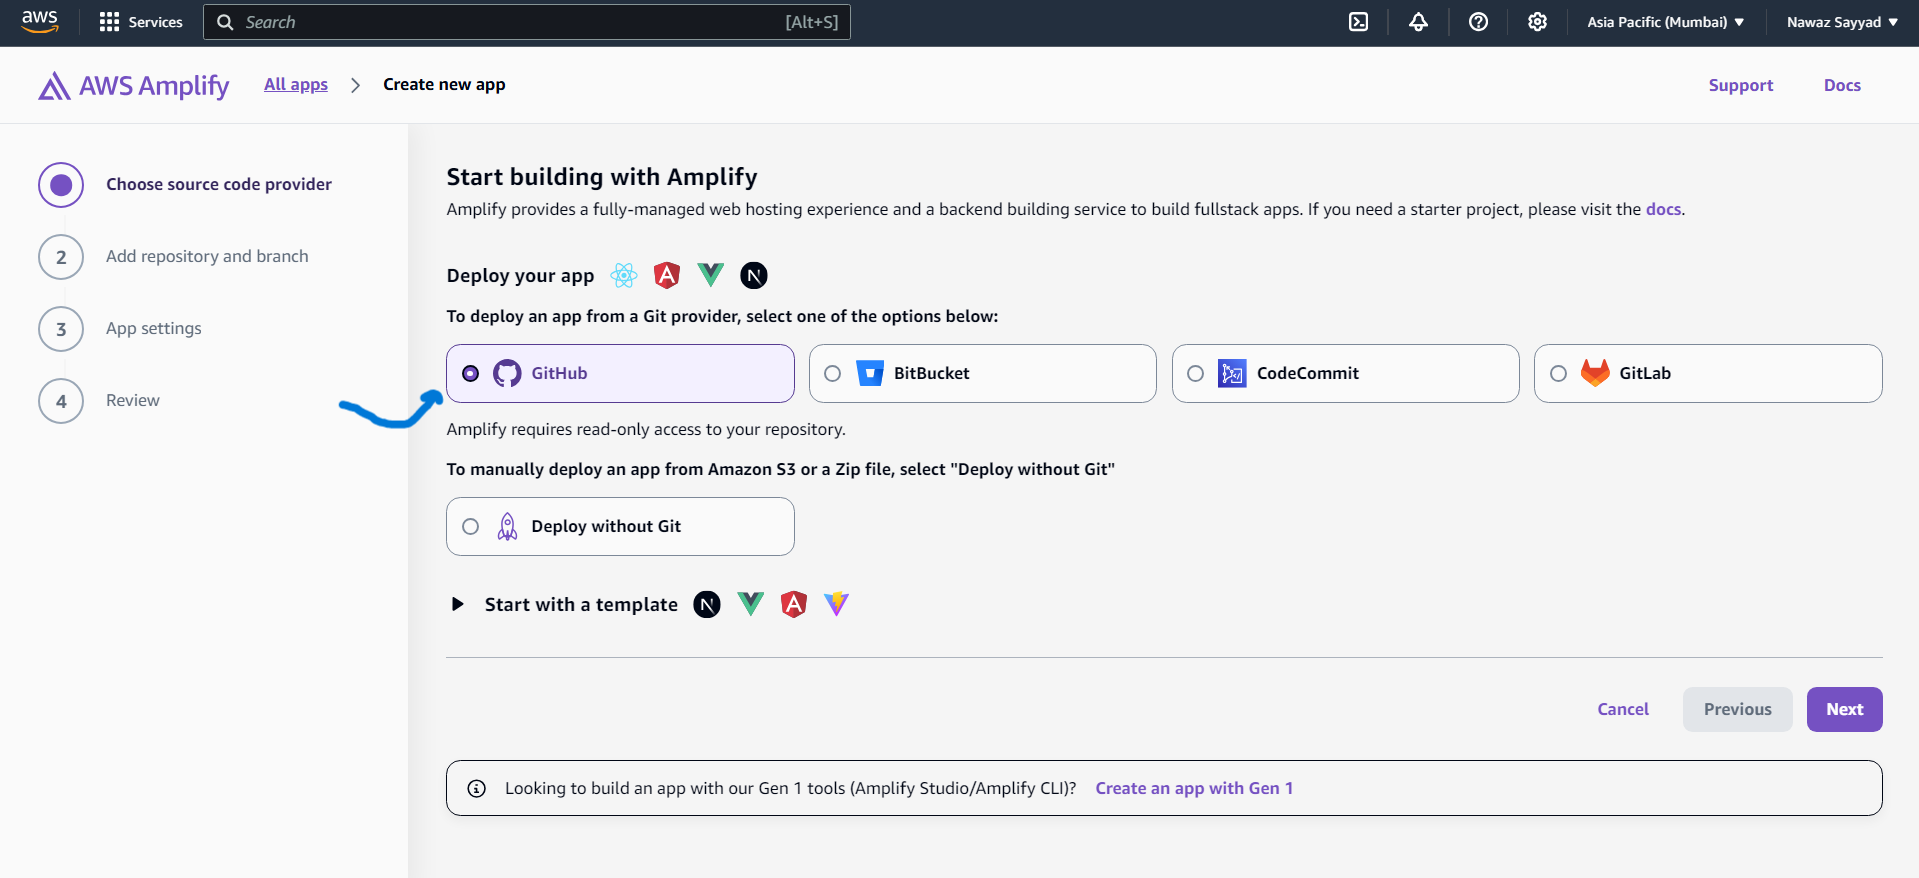 aws Services Search [Alt+S] Asia Pacific (Mumbai) Nawaz Sayyad
AWS Amplify All apps Create new app Support Docs
Choose source code provider
2 Add repository and branch
3 App settings
4 Review
Start building with Amplify
Amplify provides a fully-managed web hosting experience and a backend building service to build fullstack apps. If you need a starter project, please visit the docs.
Deploy your app
To deploy an app from a Git provider, select one of the options below:
GitHub BitBucket CodeCommit GitLab
Amplify requires read-only access to your repository.
To manually deploy an app from Amazon S3 or a Zip file, select "Deploy without Git"
Deploy without Git
Start with a template
Cancel Previous Next
Looking to build an app with our Gen 1 tools (Amplify Studio/Amplify CLI)? Create an app with Gen 1